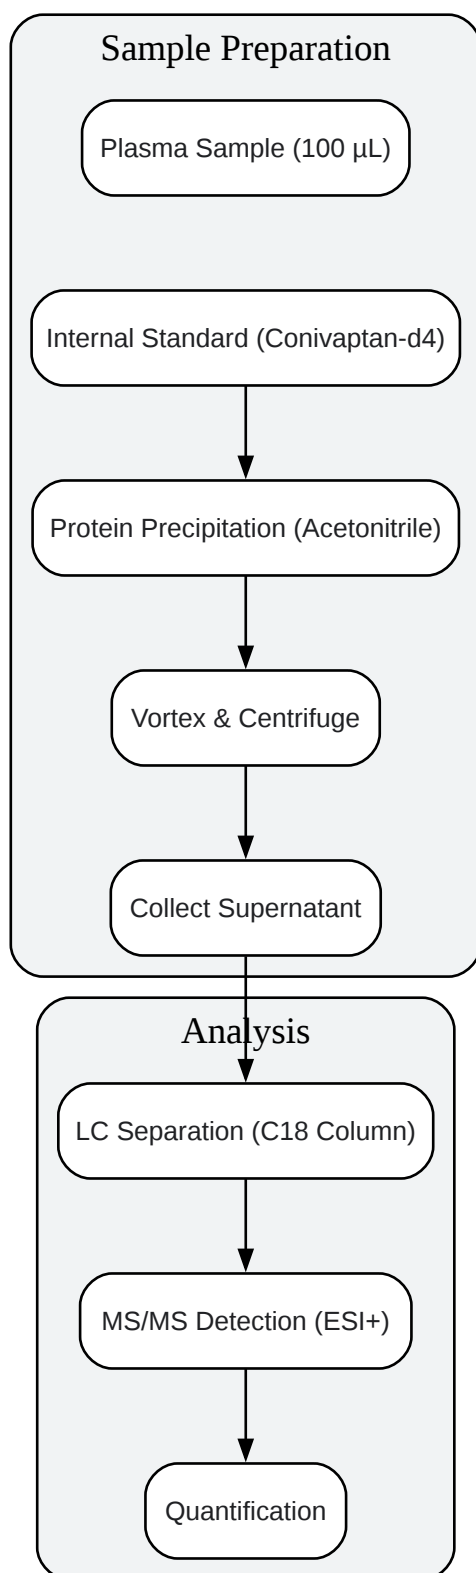 Sample Preparation
Plasma Sample (100 µL)
Internal Standard (Conivaptan-d4)
Protein Precipitation (Acetonitrile)
Vortex & Centrifuge
Collect Supernatant
Analysis
LC Separation (C18 Column)
MS/MS Detection (ESI+)
Quantification